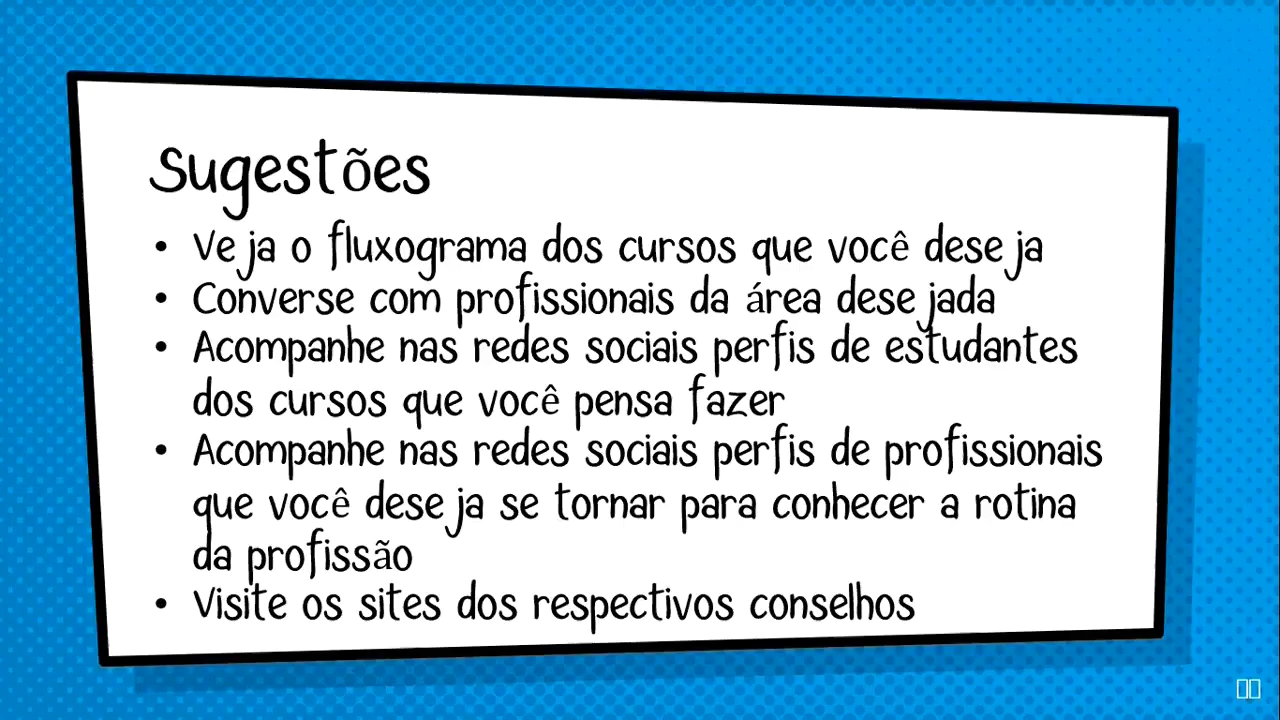 Sugestões
• Veja o fluxograma dos cursos que você deseja
• Converse com profissionais da área desejada
• Acompanhe nas redes sociais perfis de estudantes
dos cursos que você pensa fazer
• Acompanhe nas redes sociais perfis de profissionais
que você deseja se tornar para conhecer a rotina
da profissão
• Visite os sites dos respectivos conselhos